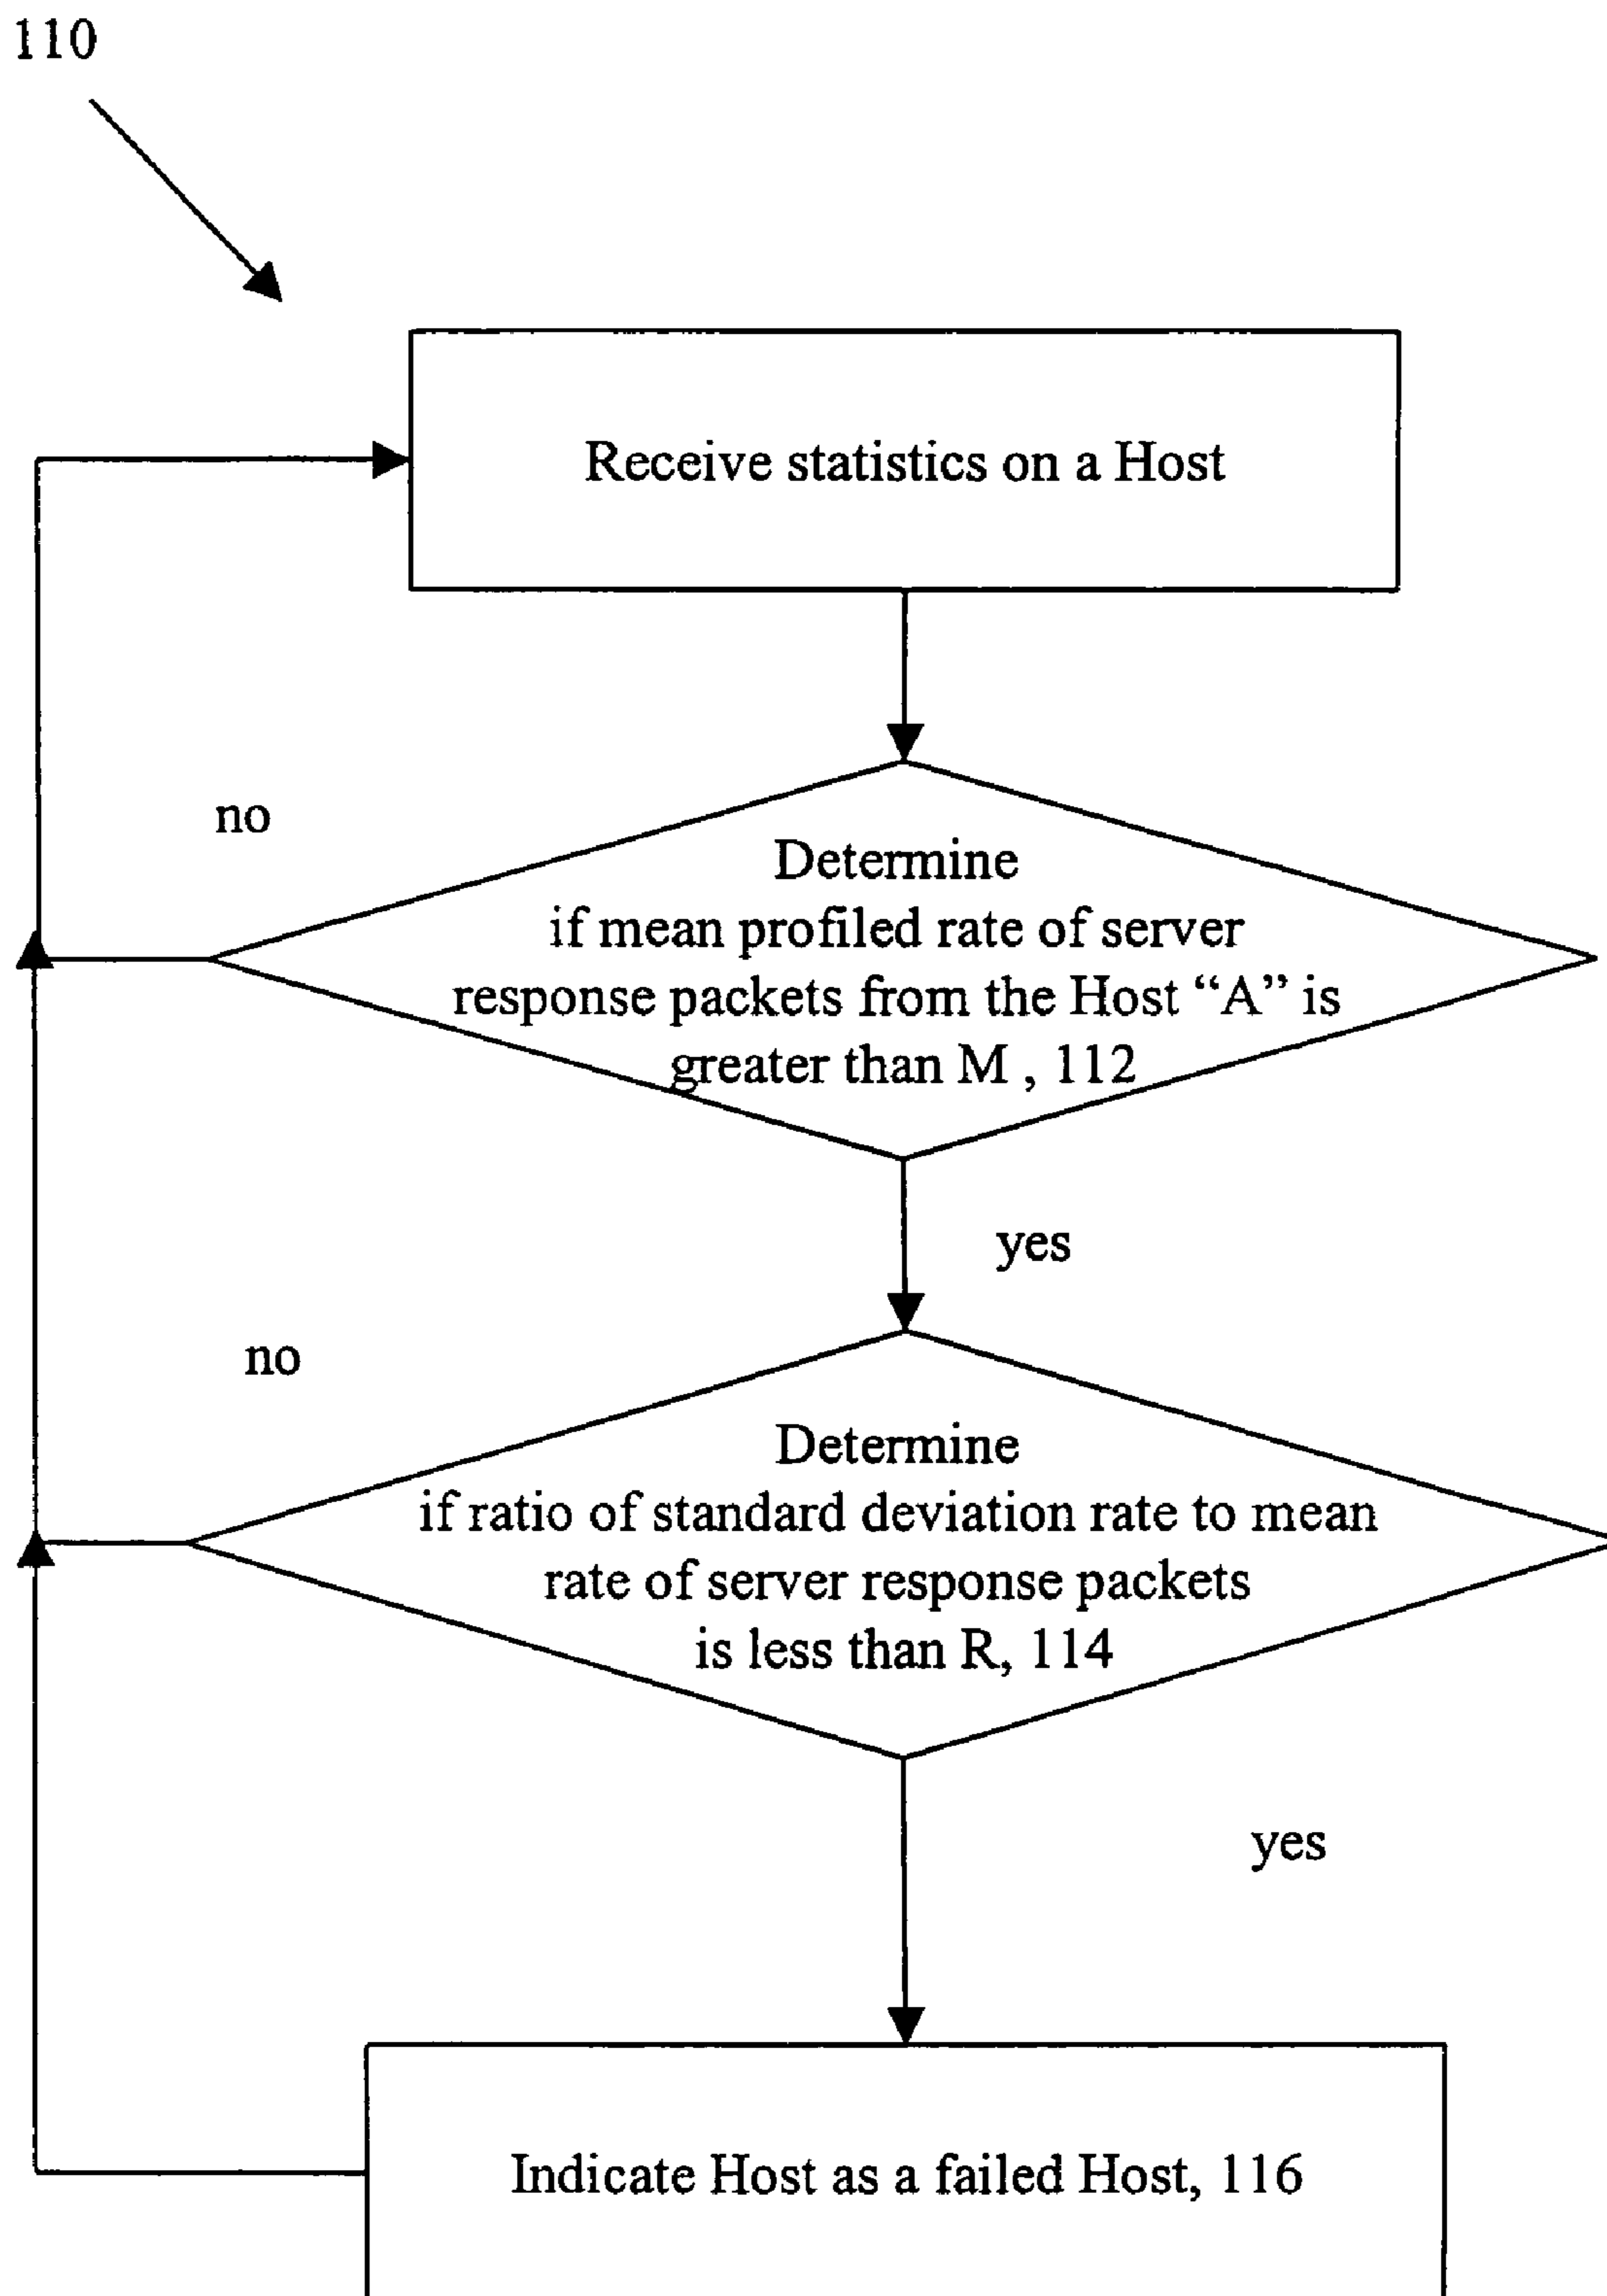 110
Receive statistics on a Host
no
Determine
if mean profiled rate of server
response packets from the Host “A” is
greater than M , 112
yes
no
Determine
if ratio of standard deviation rate to mean
rate of server response packets
is less than R, 114
yes
Indicate Host as a failed Host, 116